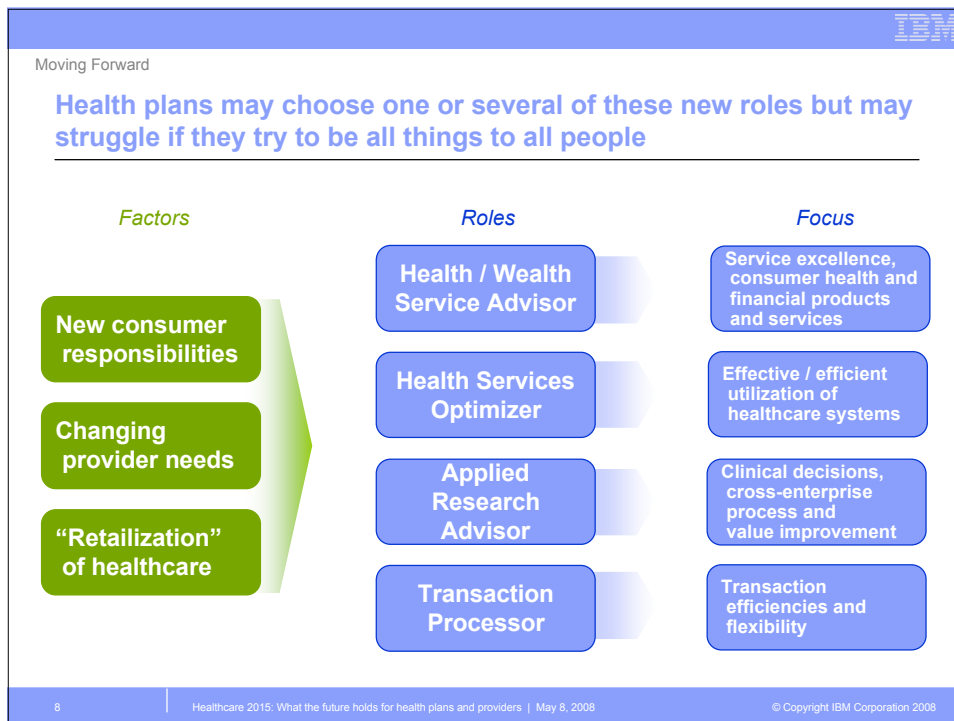 IBM
Moving Forward
Health plans may choose one or several of these new roles but may
struggle if they try to be all things to all people
Factors
Roles
Focus
New consumer
responsibilities
Changing
provider needs
“Retailization”
of healthcare
Health / Wealth
Service Advisor
Service excellence,
consumer health and
financial products
and services
Health Services
Optimizer
Effective / efficient
utilization of
healthcare systems
Applied
Research
Advisor
Clinical decisions,
cross-enterprise
process and
value improvement
Transaction
Processor
Transaction
efficiencies and
flexibility
8
Healthcare 2015: What the future holds for health plans and providers | May 8, 2008
© Copyright IBM Corporation 2008